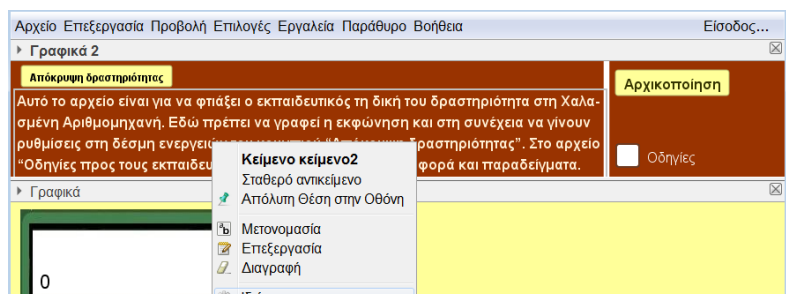 Αρχείο Επεξεργασία Προβολή Επιλογές Εργαλεία Παράθυρο Βοήθεια Είσοδος...
Γραφικά 2
Απόκρυψη δραστηριότητας
Αυτό το αρχείο είναι για να φτιάξει ο εκπαιδευτικός τη δική του δραστηριότητα στη Χαλα-
σμένη Αριθμομηχανή. Εδώ πρέπει να γραφεί η εκφώνηση και στη συνέχεια να γίνουν
ρυθμίσεις στη δέσμη δραστηριότητας". Στο αρχείο
"Οδηγίες προς τους φορά και παραδείγματα.
Αρχικοποίηση
Οδηγίες
Κείμενο κείμενο2
Σταθερό αντικείμενο
Απόλυτη Θέση στην Οθόνη
Μετονομασία
Επεξεργασία
Διαγραφή
Γραφικά
0